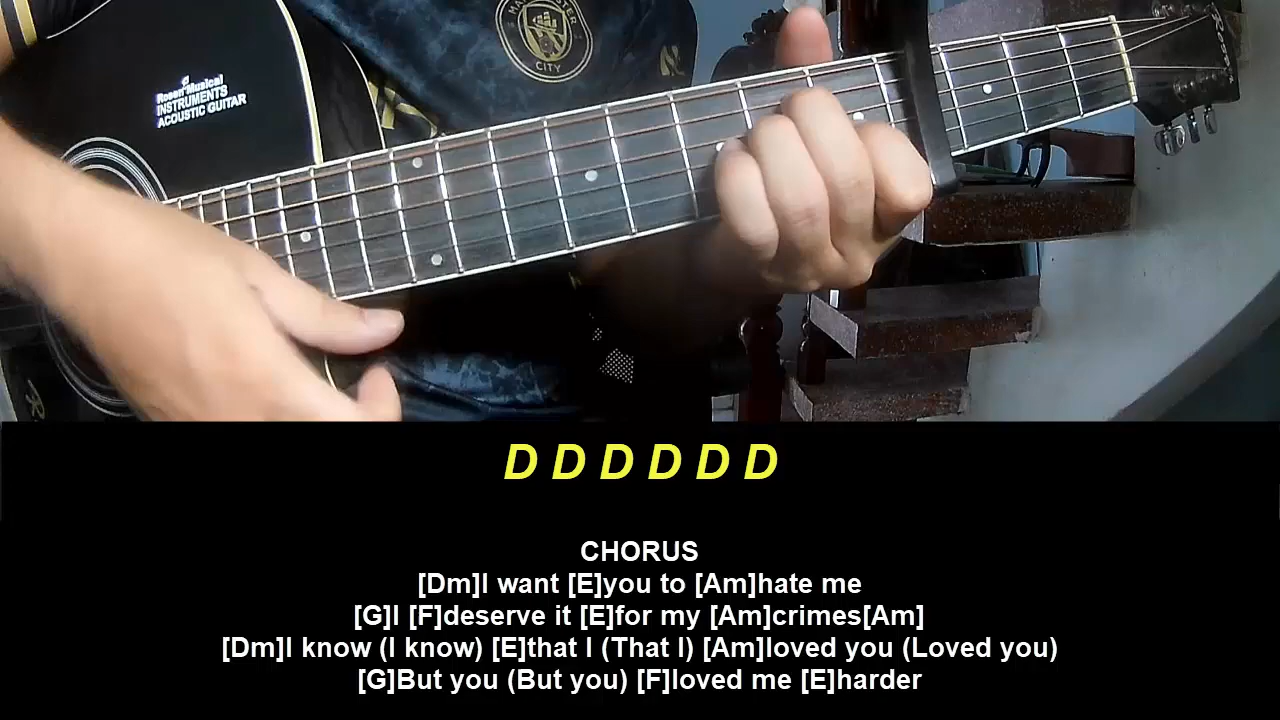 MANCHESTER
CITY
Rosen Musical
INSTRUMENTS
ACOUSTIC GUITAR
R
D D D D D D
CHORUS
[Dm]I want [E]you to [Am]hate me
[G]I [F]deserve it [E]for my [Am]crimes[Am]
[Dm]I know (I know) [E]that I (That I) [Am]loved you (Loved you)
[G]But you (But you) [F]loved me [E]harder